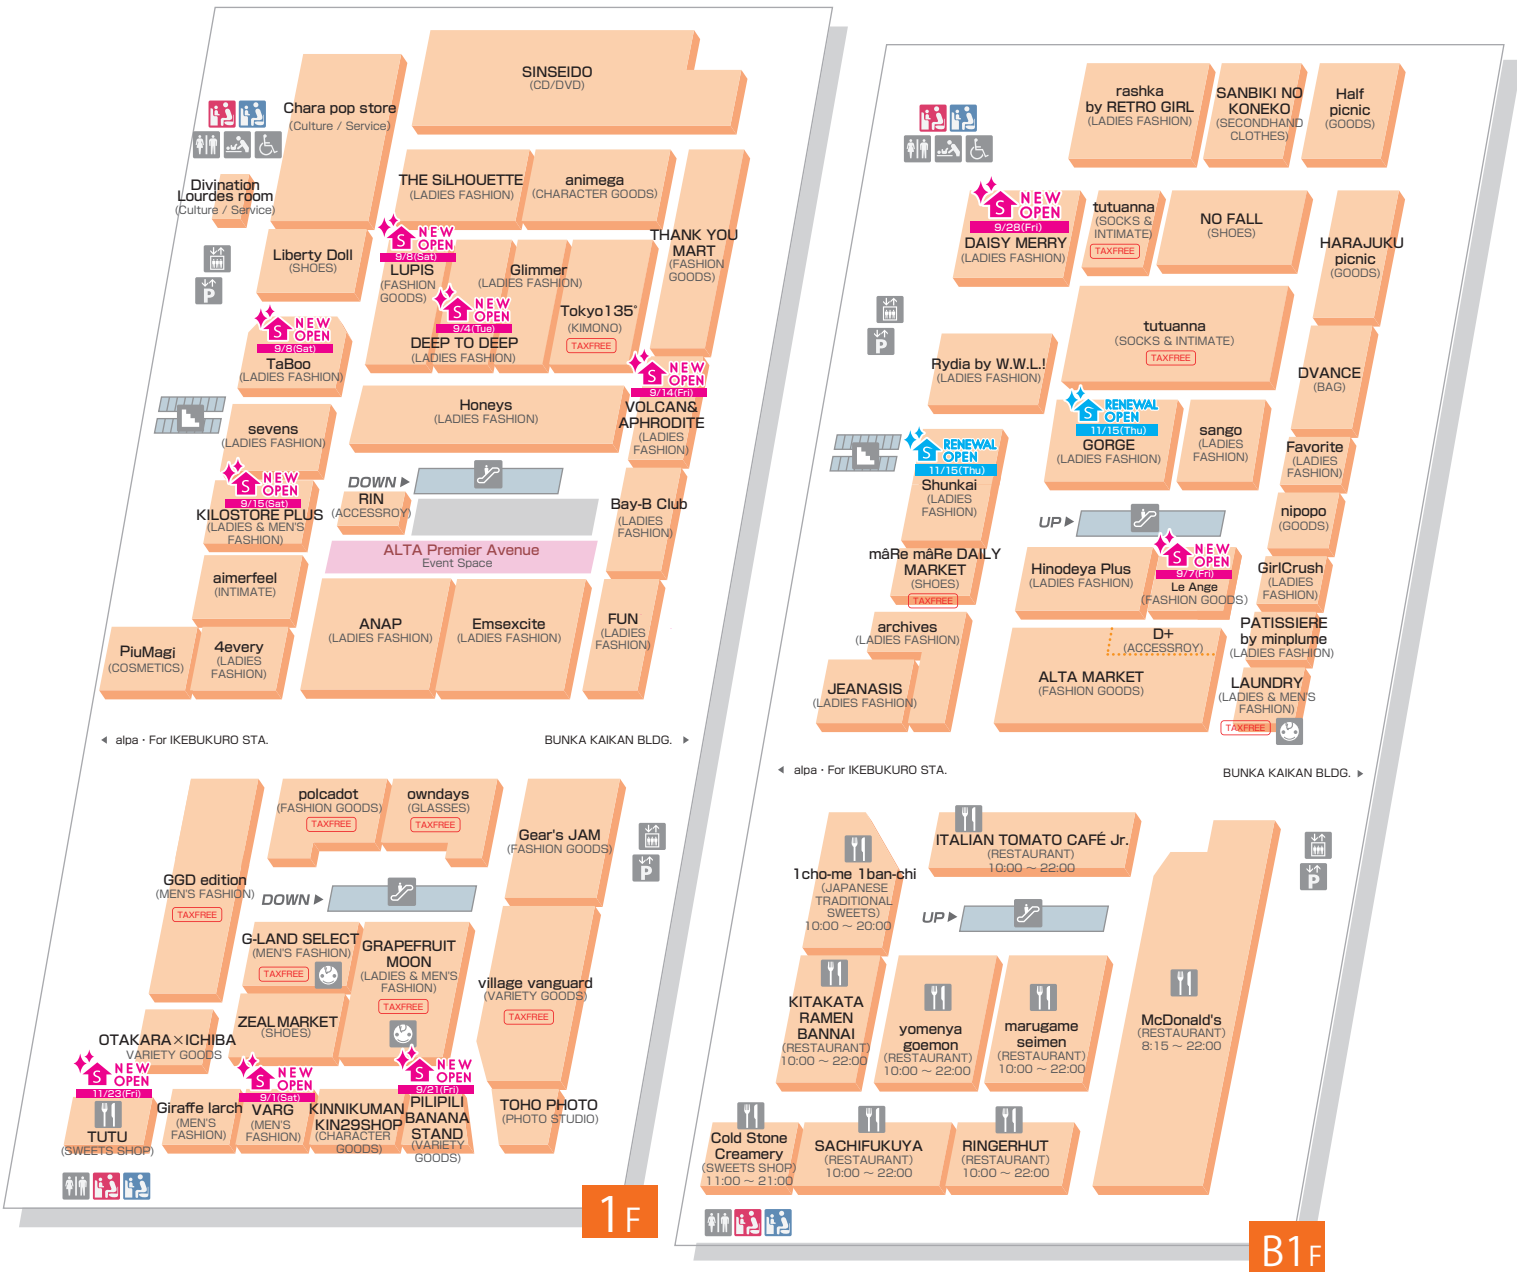 SINSEIDO
(CD/DVD)
Chara pop store
(Culture / Service)
THE SiLHOUETTE
(LADIES FASHION)
animega
(CHARACTER GOODS)
Divination
Lourdes room
(Culture / Service)
THANK YOU
MART
(FASHION
GOODS)
Liberty Doll
(SHOES)
NEW
OPEN
9/8(Sat)
LUPIS
(FASHION
GOODS)
Glimmer
(LADIES FASHION)
NEW
OPEN
9/4(Tue)
DEEP TO DEEP
(LADIES FASHION)
Tokyo135°
(KIMONO)
TAXFREE
P
NEW
OPEN
9/8(Sat)
TaBoo
(LADIES FASHION)
NEW
OPEN
9/14(Fri)
VOLCAN&
APHRODITE
(LADIES
FASHION)
Honeys
(LADIES FASHION)
sevens
(LADIES FASHION)
NEW
OPEN
9/15(Sat)
KILOSTORE PLUS
(LADIES & MEN'S
FASHION)
DOWN
RIN
(ACCESSROY)
Bay-B Club
(LADIES
FASHION)
ALTA Premier Avenue
Event Space
aimerfeel
(INTIMATE)
ANAP
(LADIES FASHION)
Emsexcite
(LADIES FASHION)
FUN
(LADIES
FASHION)
PiuMagi
(COSMETICS)
4every
(LADIES
FASHION)
alpa · For IKEBUKURO STA.
BUNKA KAIKAN BLDG.
polcadot
(FASHION GOODS)
TAXFREE
owndays
(GLASSES)
TAXFREE
Gear's JAM
(FASHION GOODS)
P
GGD edition
(MEN'S FASHION)
TAXFREE
DOWN
G-LAND SELECT
(MEN'S FASHION)
TAXFREE
GRAPEFRUIT
MOON
(LADIES & MEN'S
FASHION)
TAXFREE
village vanguard
(VARIETY GOODS)
TAXFREE
ZEAL MARKET
(SHOES)
OTAKARA×ICHIBA
VARIETY GOODS
NEW
OPEN
11/23(Fri)
TUTU
(SWEETS SHOP)
Giraffe larch
(MEN'S
FASHION)
NEW
OPEN
9/1(Sat)
VARG
(MEN'S
FASHION)
KINNIKUMAN
KIN29SHOP
(CHARACTER
GOODS)
NEW
OPEN
9/21(Fri)
PILIPILI
BANANA
STAND
(VARIETY
GOODS)
TOHO PHOTO
(PHOTO STUDIO)
1F
rashka
by RETRO GIRL
(LADIES FASHION)
SANBIKI NO
KONEKO
(SECONDHAND
CLOTHES)
Half
picnic
(GOODS)
NEW
OPEN
9/28(Fri)
DAISY MERRY
(LADIES FASHION)
tutuanna
(SOCKS &
INTIMATE)
TAXFREE
NO FALL
(SHOES)
HARAJUKU
picnic
(GOODS)
P
tutuanna
(SOCKS & INTIMATE)
TAXFREE
Rydia by W.W.L.!
(LADIES FASHION)
DVANCE
(BAG)
RENEWAL
OPEN
11/15(Thu)
GORGE
(LADIES FASHION)
sango
(LADIES
FASHION)
RENEWAL
OPEN
11/15(Thu)
Shunkai
(LADIES
FASHION)
Favorite
(LADIES
FASHION)
UP
nipopo
(GOODS)
mâRe mâRe DAILY
MARKET
(SHOES)
TAXFREE
Hinodeya Plus
(LADIES FASHION)
NEW
OPEN
9/7(Fri)
Le Ange
(FASHION GOODS)
GirlCrush
(LADIES
FASHION)
archives
(LADIES FASHION)
D+
(ACCESSROY)
PATISSIERE
by minplume
(LADIES FASHION)
JEANASIS
(LADIES FASHION)
ALTA MARKET
(FASHION GOODS)
LAUNDRY
(LADIES & MEN'S
FASHION)
TAXFREE
alpa · For IKEBUKURO STA.
BUNKA KAIKAN BLDG.
1cho-me 1ban-chi
(JAPANESE
TRADITIONAL
SWEETS)
10:00 ~ 20:00
ITALIAN TOMATO CAFÉ Jr.
(RESTAURANT)
10:00 ~ 22:00
P
UP
KITAKATA
RAMEN
BANNAI
(RESTAURANT)
10:00 ~ 22:00
yomenya
goemon
(RESTAURANT)
10:00 ~ 22:00
marugame
seimen
(RESTAURANT)
10:00 ~ 22:00
McDonald's
(RESTAURANT)
8:15 ~ 22:00
Cold Stone
Creamery
(SWEETS SHOP)
11:00 ~ 21:00
SACHIFUKUYA
(RESTAURANT)
10:00 ~ 22:00
RINGERHUT
(RESTAURANT)
10:00 ~ 22:00
B1F